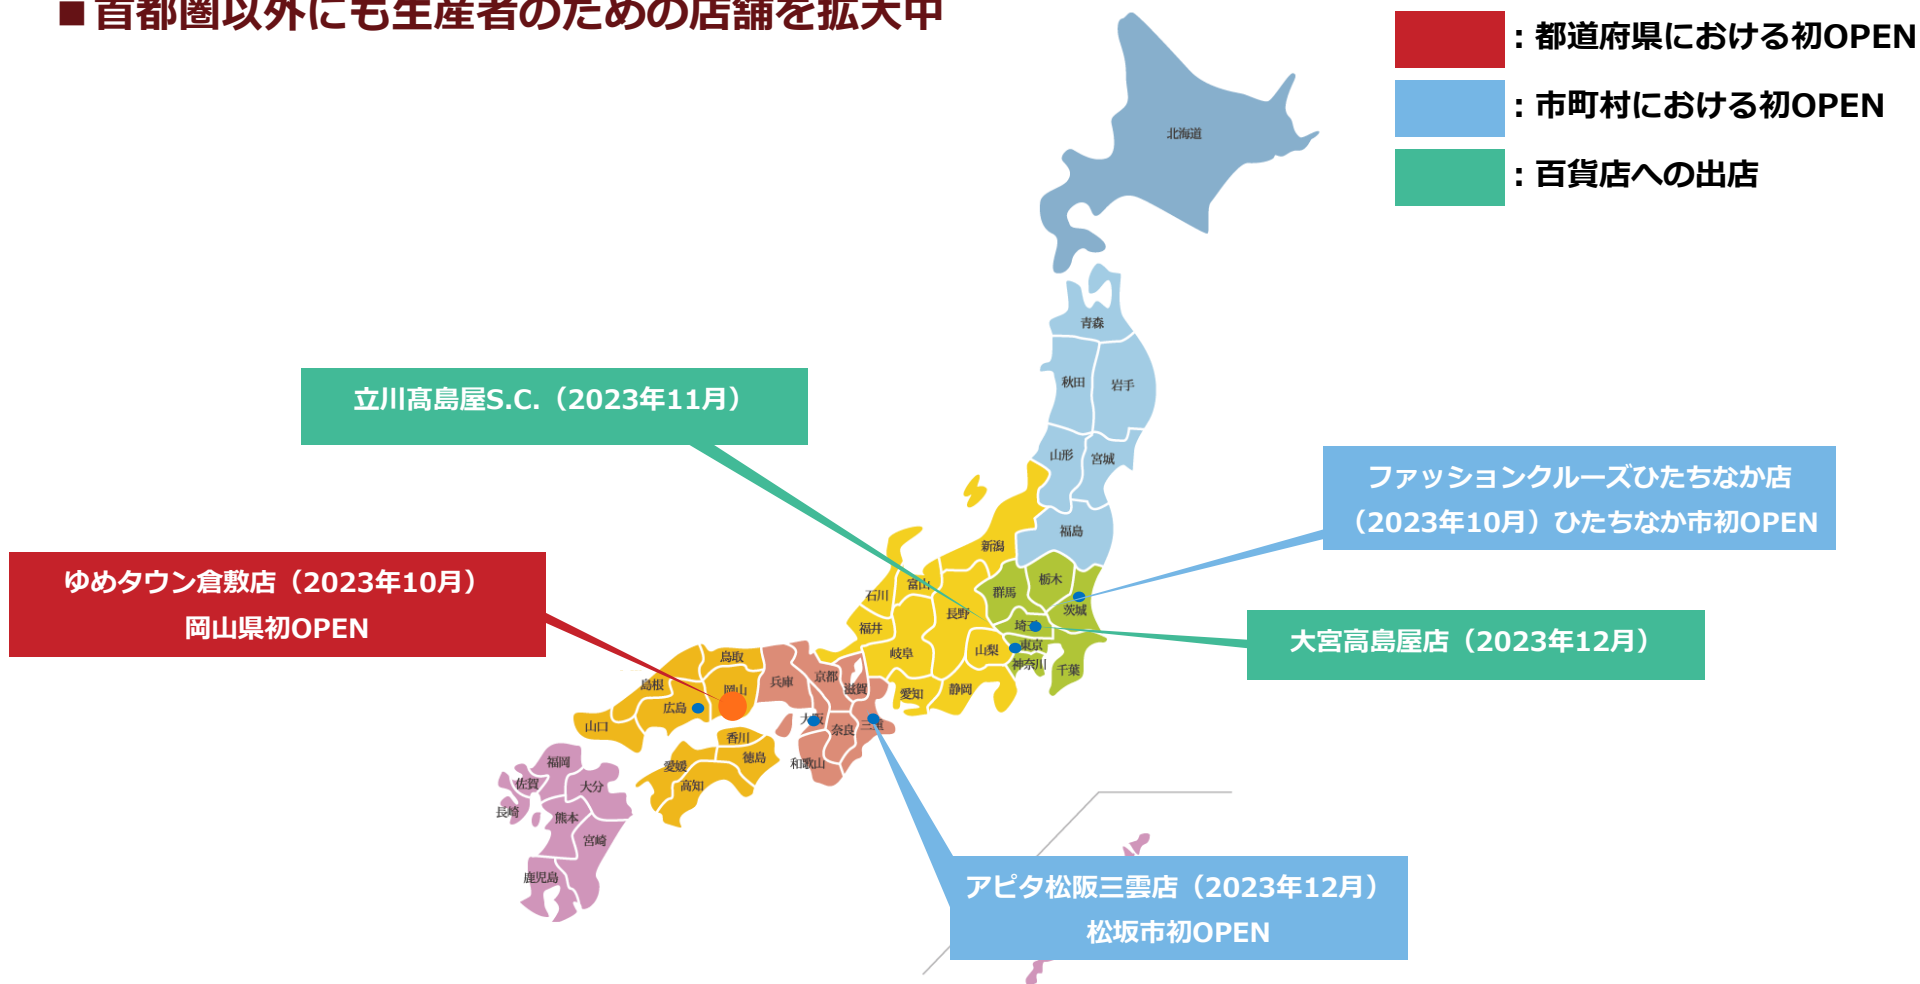 ■首都圏以外にも生産者のための店舗を拡大中
：都道府県における初OPEN
：市町村における初OPEN
：百貨店への出店
北海道
青森
秋田
岩手
山形
宮城
福島
立川髙島屋S.C.（2023年11月）
ファッションクルーズひたちなか店
（2023年10月）ひたちなか市初OPEN
ゆめタウン倉敷店（2023年10月）
岡山県初OPEN
大宮高島屋店（2023年12月）
新潟
富山
石川
福井
長野
岐阜
山梨
愛知
静岡
群馬
栃木
茨城
東京
神奈川
千葉
鳥取
島根
岡山
広島
山口
兵庫
京都
滋賀
奈良
和歌山
香川
徳島
愛媛
高知
福岡
佐賀
長崎
大分
熊本
宮崎
鹿児島
アピタ松阪三雲店（2023年12月）
松坂市初OPEN